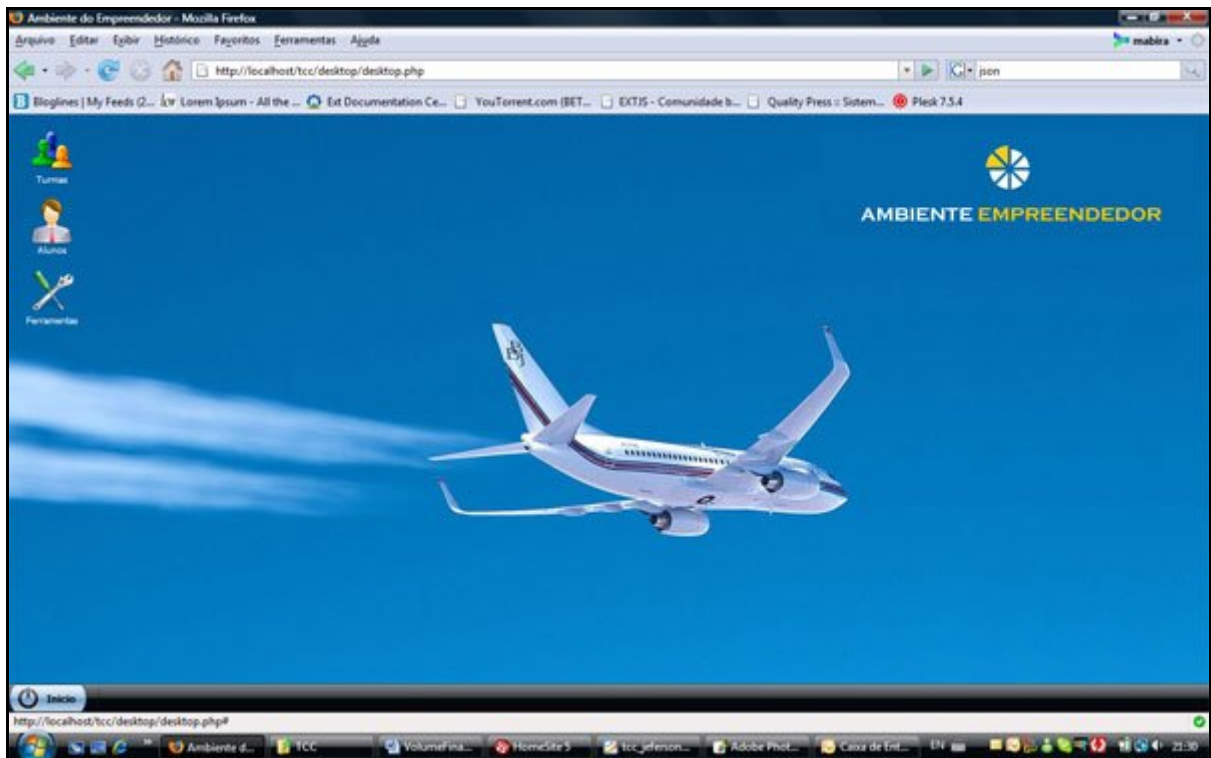 Ambiente do Empreendedor - Mozilla Firefox
Arquivo Editar Exibir Histórico Favoritos Ferramentas Ajuda
mabira
http://localhost/tcc/desktop/desktop.php
json
Bloglines | My Feeds (2... Lorem Ipsum - All the ... Ext Documentation Ce... YouTorrent.com (BET... EXTJS - Comunidade b... Quality Press :: Sistem... Plesk 7.5.4
Turmas
Alunos
Ferramentas
AMBIENTE EMPREENDEDOR
Inicio
http://localhost/tcc/desktop/desktop.php#
Ambiente d... TCC VolumeFina... HomeSite 5 tcc_jeferson... Adobe Phot... Caixa de Ent... EN 21:30